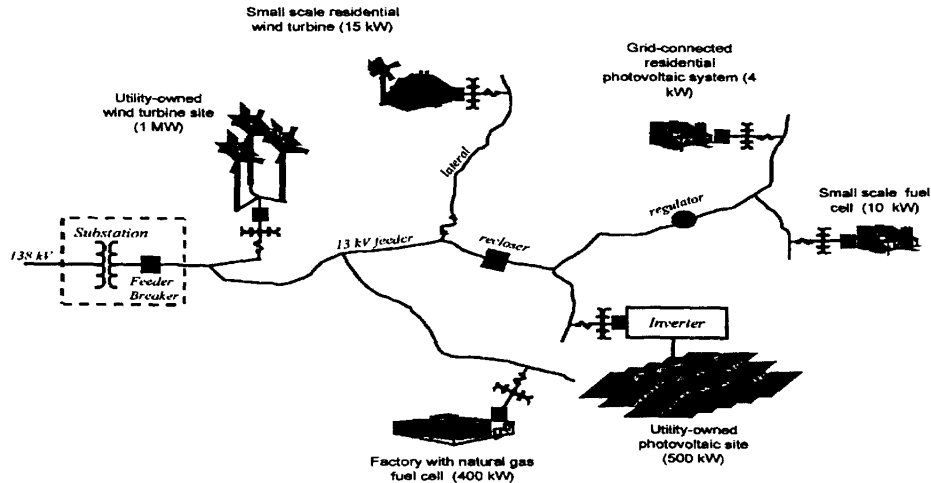 Small scale residential
wind turbine (15 kW)
Grid-connected
residential
photovoltaic system (4
kW)
Utility-owned
wind turbine site
(1 MW)
lateral
Small scale fuel
cell (10 kW)
regulator
Substation
138 kV
13 kV feeder
recloser
Feeder
Breaker
Inverter
Factory with natural gas
fuel cell (400 kW)
Utility-owned
photovoltaic site
(500 kW)